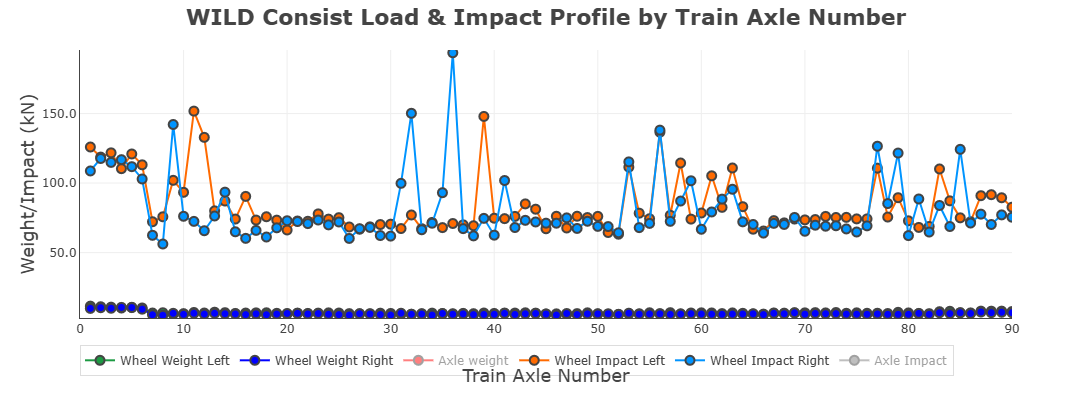 WILD Consist Load & Impact Profile by Train Axle Number
Weight/Impact (kN)
150.0
100.0
50.0
0 10 20 30 40 50 60 70 80 90
Wheel Weight Left Wheel Weight Right Axle weight Wheel Impact Left Wheel Impact Right Axle Impact
Train Axle Number